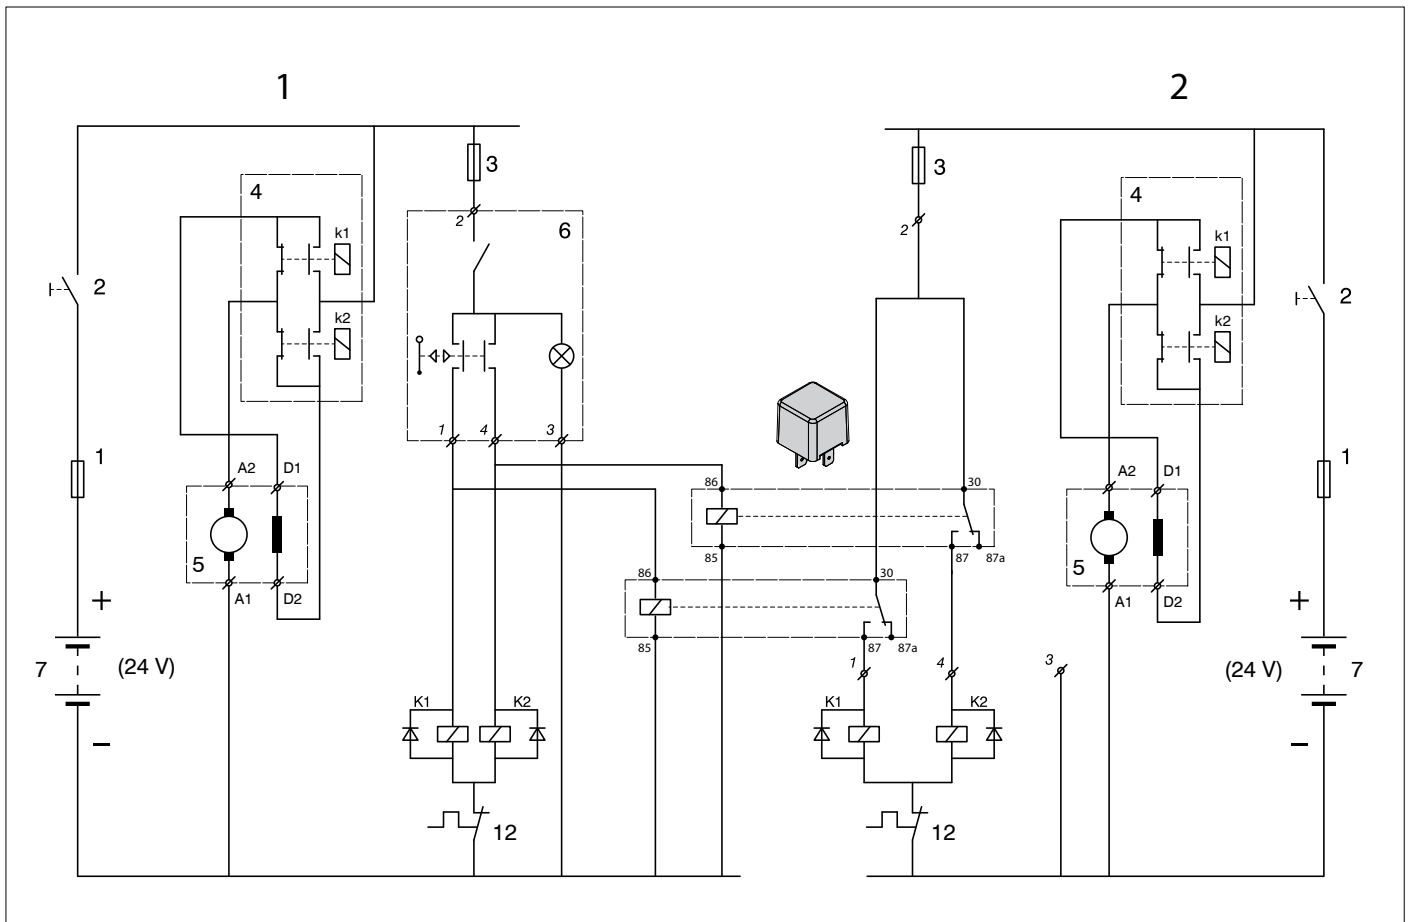 1 2
3 3
4 4
2 6 2
k1 k1
2 2
k2 k2
1 4 3
1 1
A2 D1 A2 D1
86 30
5 5
85 87 87a
86 30
A1 D2 A1 D2
+ +
85 87 87a
7 (24 V) (24 V) 7
1 4 3
K1 K2 K1 K2
– –
12 12